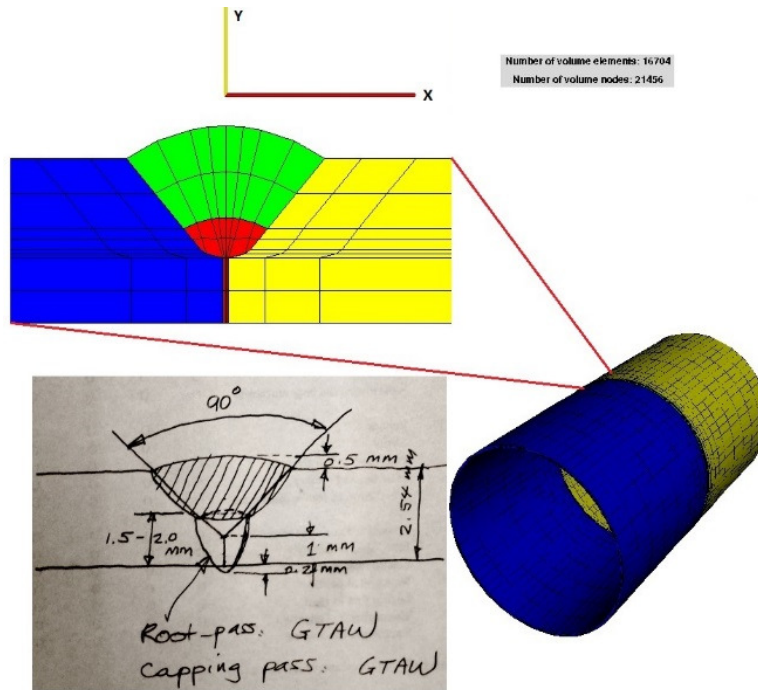 Y
X
Number of volume elements: 16704
Number of volume nodes: 21456
90°
0.5 mm
2.54 mm
1.5 - 2.0
mm
1 mm
0.2 mm
Root-pass: GTAW
Capping pass: GTAW